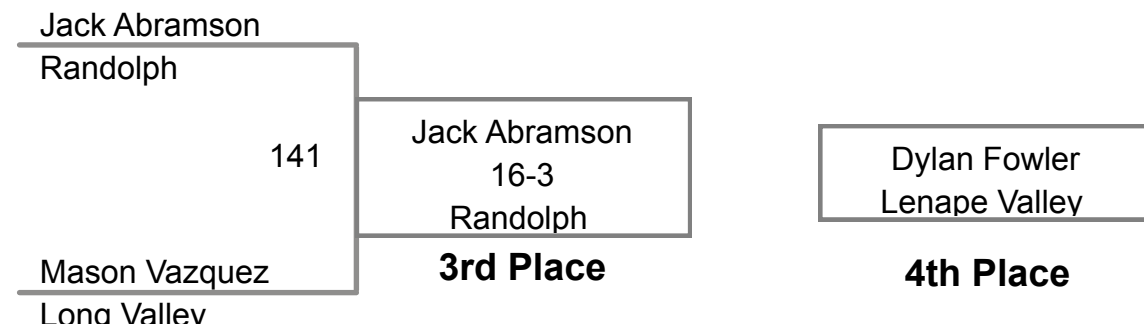 Jack Abramson
Randolph
141
Jack Abramson
16-3
Randolph
3rd Place
Mason Vazquez
Long Valley
Dylan Fowler
Lenape Valley
4th Place